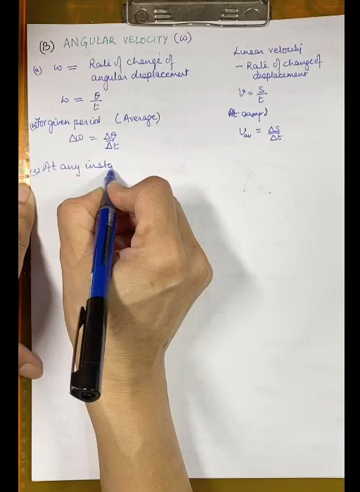 (B) ANGULAR VELOCITY (ω)
(a) ω = Rate of change of
angular displacement
ω = θ/t
(b) For given period (Average)
Δω = Δθ/Δt
(c) At any insta
Linear velocity
- Rate of change of
displacement
v = s/t
At
v_av = Δs/Δt